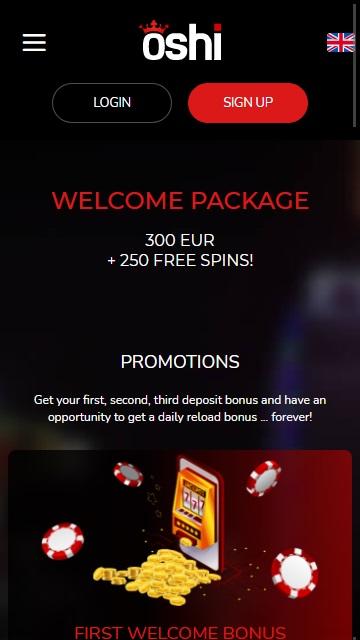 oshi
LOGIN
SIGN UP
WELCOME PACKAGE
300 EUR
+ 250 FREE SPINS!
PROMOTIONS
Get your first, second, third deposit bonus and have an
opportunity to get a daily reload bonus ... forever!
777
FIRST WELCOME BONUS